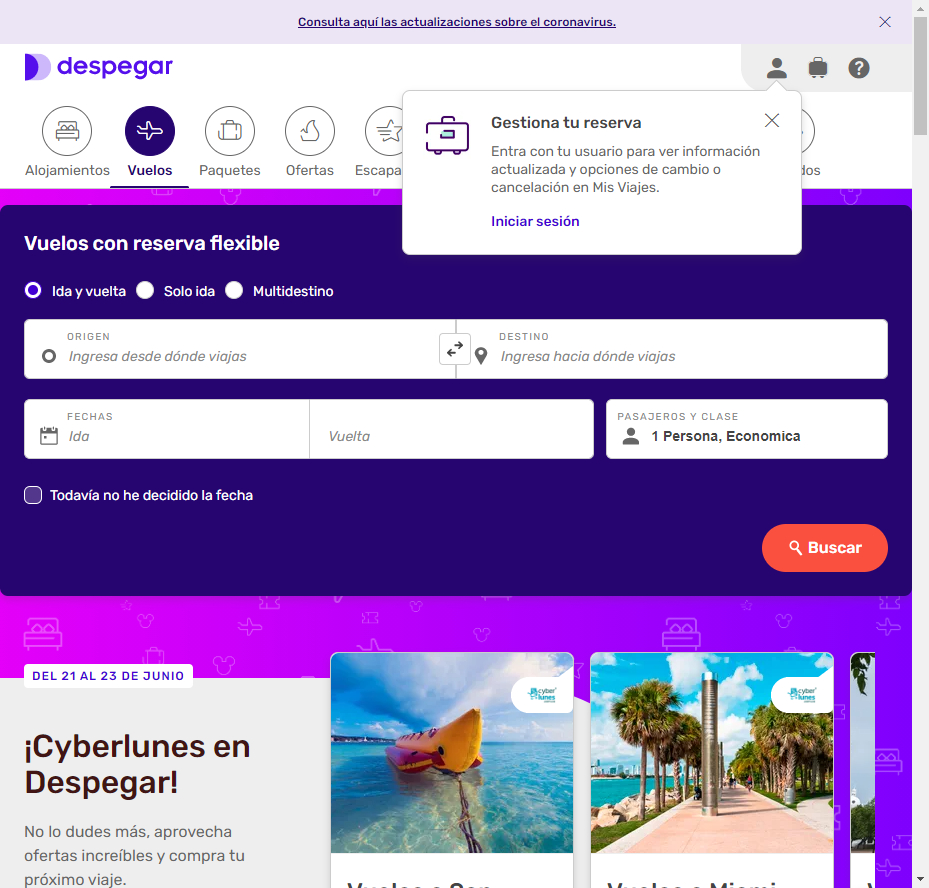 Consulta aquí las actualizaciones sobre el coronavirus.
despegar
Alojamientos
Vuelos
Paquetes
Ofertas
Escapa
dos
Gestiona tu reserva
Entra con tu usuario para ver información
actualizada y opciones de cambio o
cancelación en Mis Viajes.
Iniciar sesión
Vuelos con reserva flexible
Ida y vuelta
Solo ida
Multidestino
ORIGEN
Ingresa desde dónde viajas
DESTINO
Ingresa hacia dónde viajas
FECHAS
Ida
Vuelta
PASAJEROS Y CLASE
1 Persona, Economica
Todavía no he decidido la fecha
Buscar
DEL 21 AL 23 DE JUNIO
¡Cyberlunes en
Despegar!
No lo dudes más, aprovecha
ofertas increíbles y compra tu
próximo viaje.
cyber
lunes
Vuelos a San
cyber
lunes
Vuelos a Miami
V